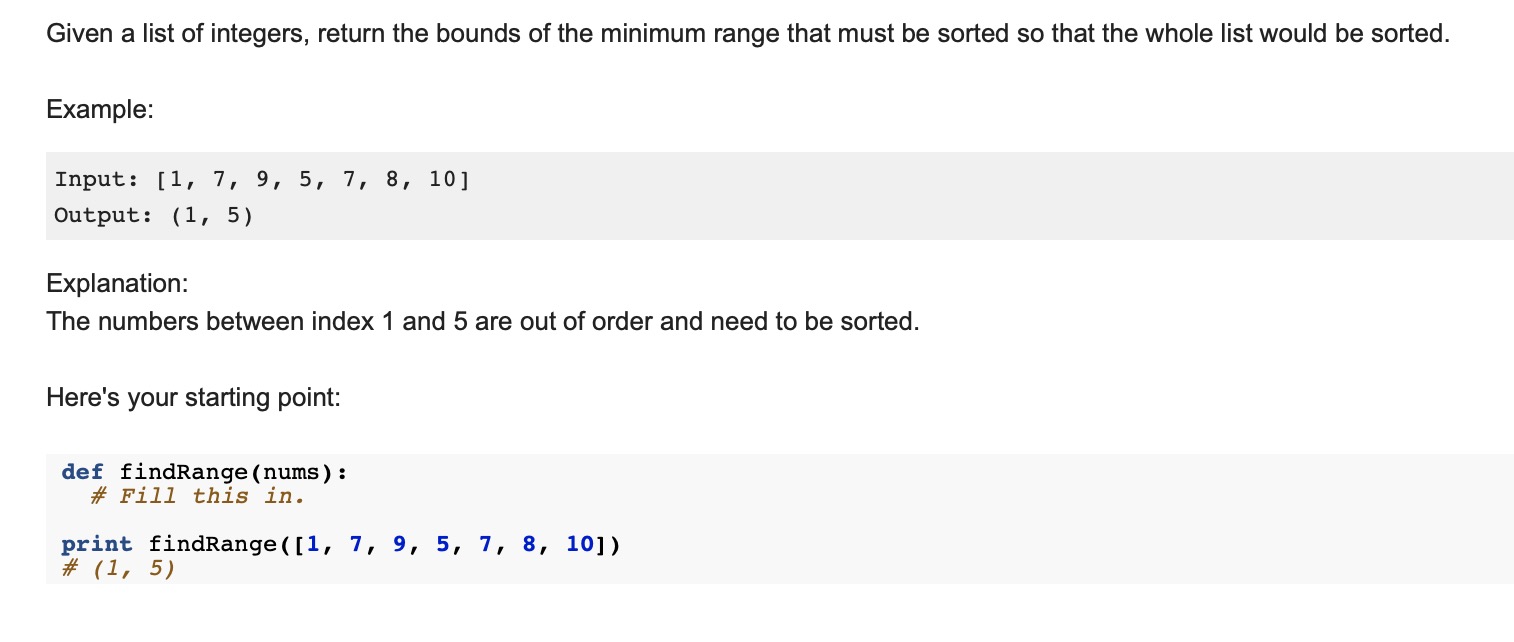 Given a list of integers, return the bounds of the minimum range that must be sorted so that the whole list would be sorted.
Example:
Input: [1, 7, 9, 5, 7, 8, 10]
Output: (1, 5)
Explanation:
The numbers between index 1 and 5 are out of order and need to be sorted.
Here's your starting point:
def findRange(nums):
  # Fill this in.
print findRange([1, 7, 9, 5, 7, 8, 10])
# (1, 5)